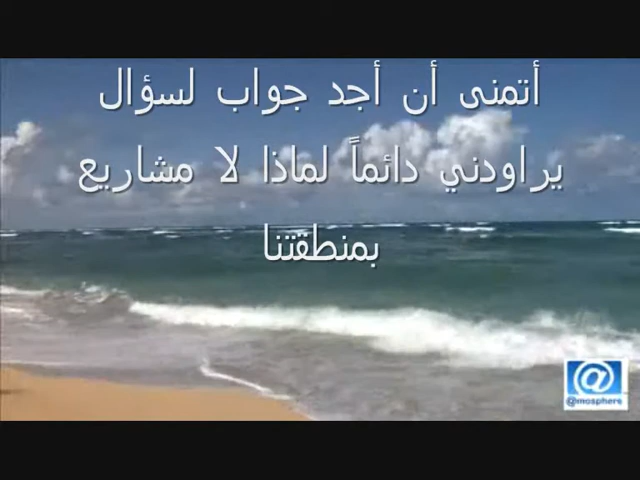 أتمنى أن أجد جواب لسؤال
يراودني دائماً لماذا لا مشاريع
بمنطقتنا
@
@mosphere